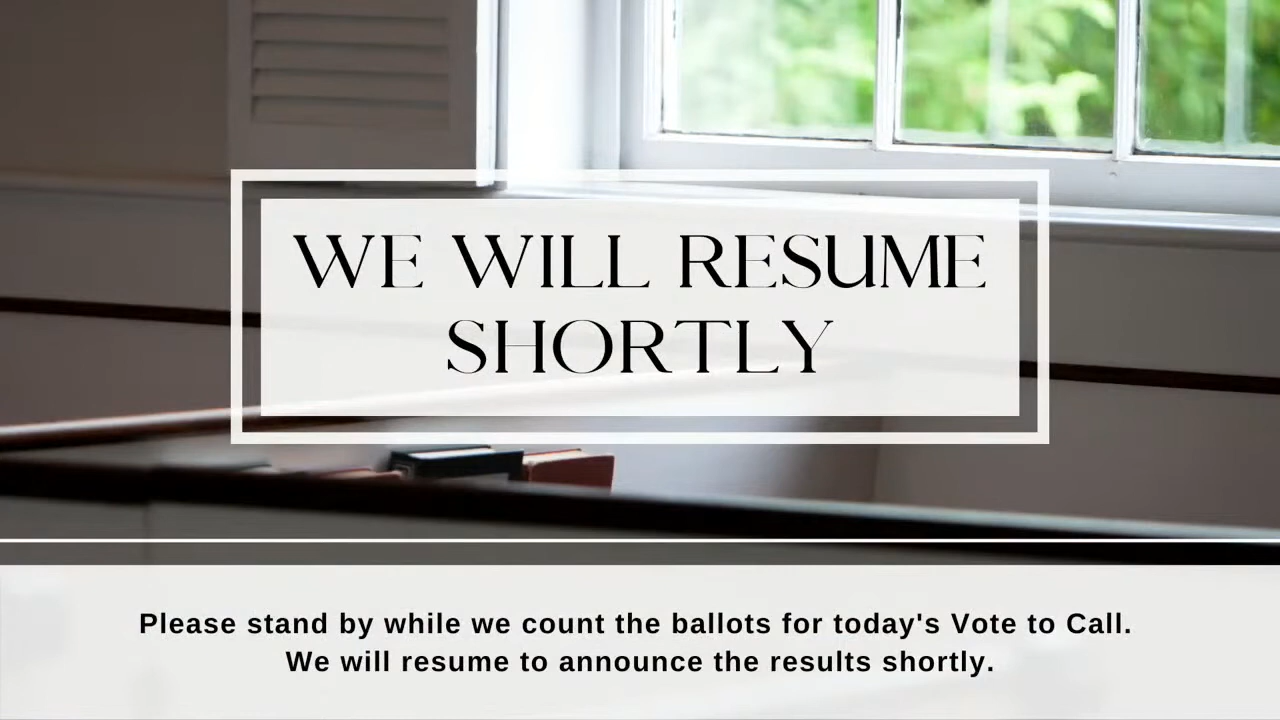 WE WILL RESUME
SHORTLY
Please stand by while we count the ballots for today's Vote to Call.
We will resume to announce the results shortly.